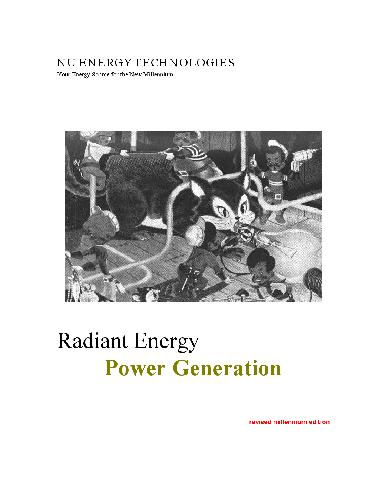 NU ENERGY TECHNOLOGIES
Your Energy Source for the New Millennium
Radiant Energy
Power Generation
revised millennium edition